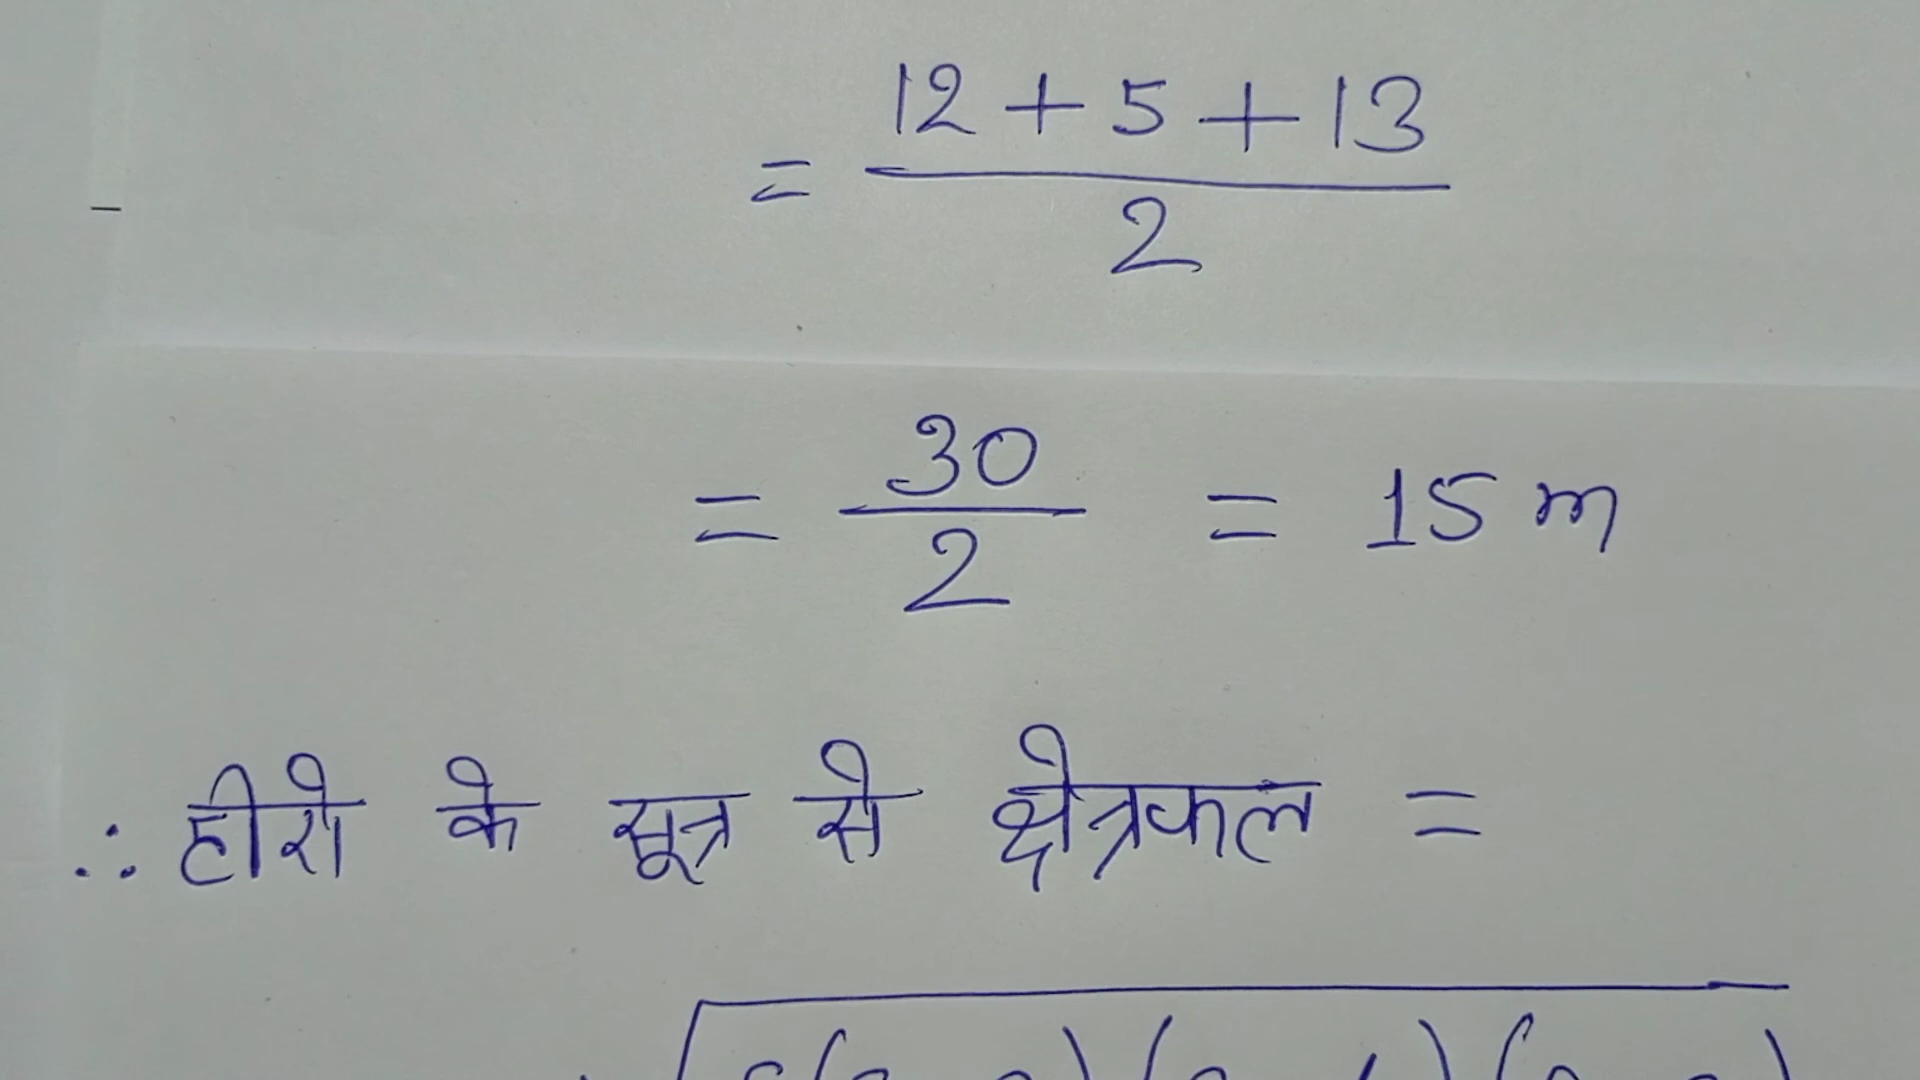 = 12 + 5 + 13 / 2
= 30 / 2 = 15 m
∴ हीरो के सूत्र से क्षेत्रफल =